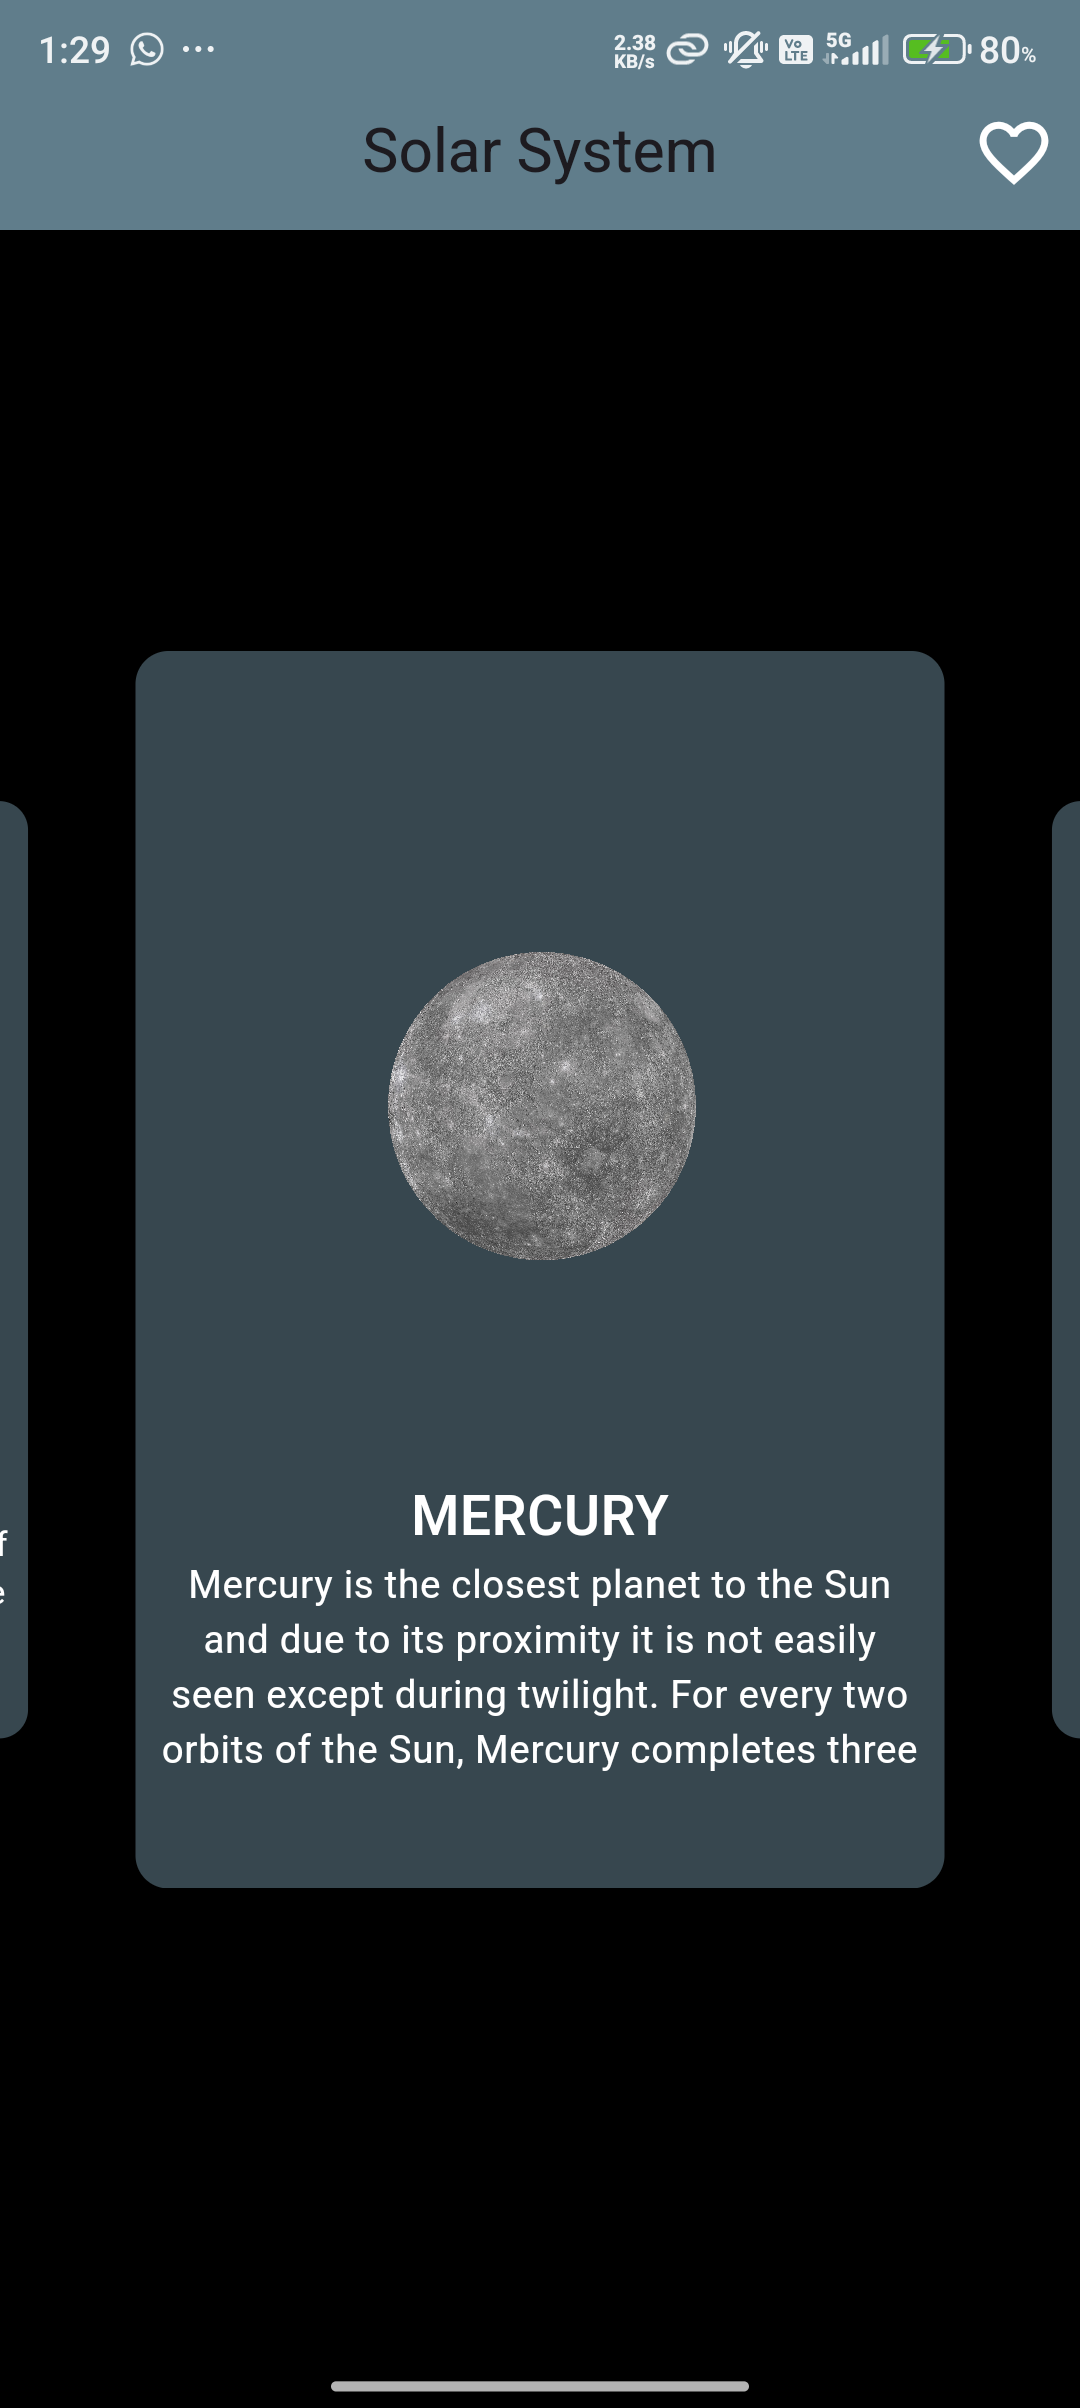 1:29 ... 2.38 KB/s Vo LTE 5G 80%
Solar System
f
e
MERCURY
Mercury is the closest planet to the Sun
and due to its proximity it is not easily
seen except during twilight. For every two
orbits of the Sun, Mercury completes three